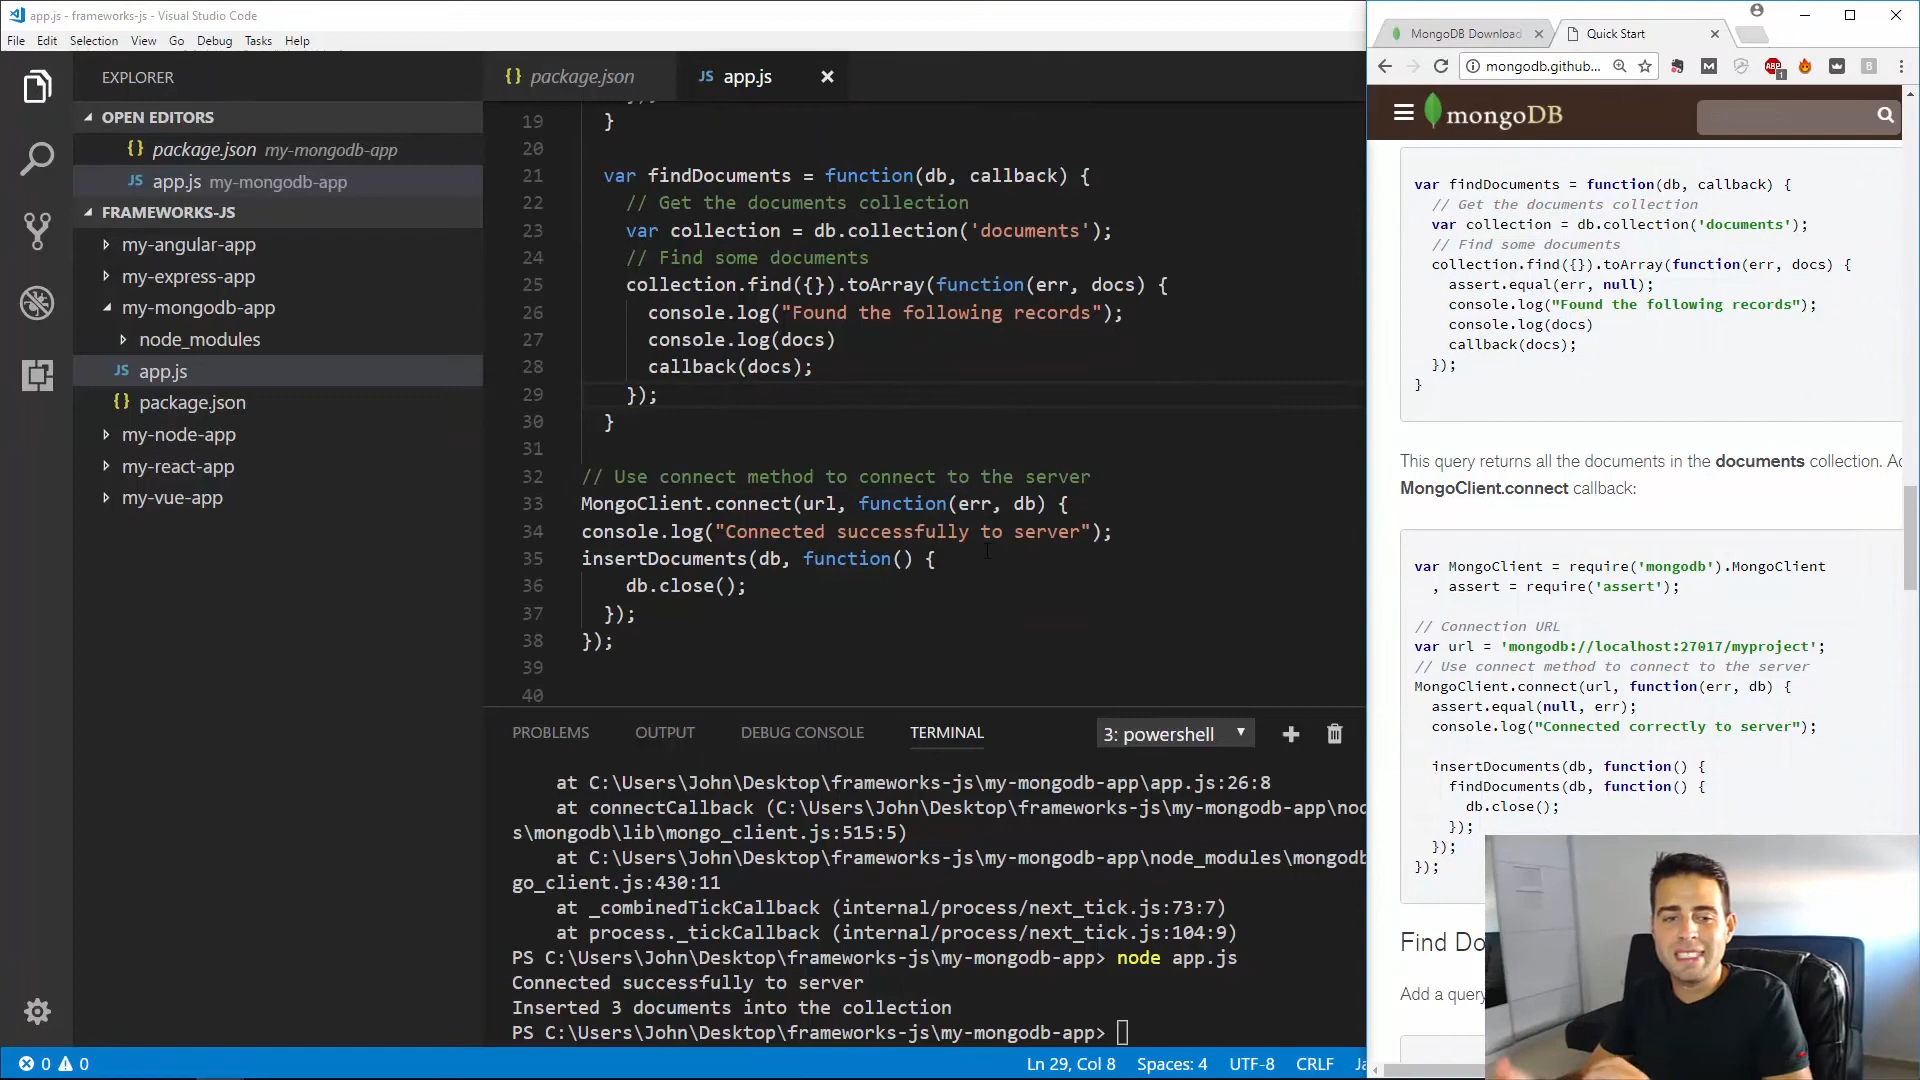 app.js - frameworks-js - Visual Studio Code
File Edit Selection View Go Debug Tasks Help
EXPLORER
OPEN EDITORS
{} package.json my-mongodb-app
JS app.js my-mongodb-app
FRAMEWORKS-JS
my-angular-app
my-express-app
my-mongodb-app
node_modules
JS app.js
{} package.json
my-node-app
my-react-app
my-vue-app
{} package.json
JS app.js
19 }
20
21 var findDocuments = function(db, callback) {
22 // Get the documents collection
23 var collection = db.collection('documents');
24 // Find some documents
25 collection.find({}).toArray(function(err, docs) {
26 console.log("Found the following records");
27 console.log(docs)
28 callback(docs);
29 });
30 }
31
32 // Use connect method to connect to the server
33 MongoClient.connect(url, function(err, db) {
34 console.log("Connected successfully to server");
35 insertDocuments(db, function() {
36 db.close();
37 });
38 });
39
40
PROBLEMS OUTPUT DEBUG CONSOLE TERMINAL 3: powershell
at C:\Users\John\Desktop\frameworks-js\my-mongodb-app\app.js:26:8
at connectCallback (C:\Users\John\Desktop\frameworks-js\my-mongodb-app\nod
s\mongodb\lib\mongo_client.js:515:5)
at C:\Users\John\Desktop\frameworks-js\my-mongodb-app\node_modules\mongodb
go_client.js:430:11
at _combinedTickCallback (internal/process/next_tick.js:73:7)
at process._tickCallback (internal/process/next_tick.js:104:9)
PS C:\Users\John\Desktop\frameworks-js\my-mongodb-app> node app.js
Connected successfully to server
Inserted 3 documents into the collection
PS C:\Users\John\Desktop\frameworks-js\my-mongodb-app>
0 0 Ln 29, Col 8 Spaces: 4 UTF-8 CRLF Ja
MongoDB Download
Quick Start
mongodb.github...
mongoDB
var findDocuments = function(db, callback) {
// Get the documents collection
var collection = db.collection('documents');
// Find some documents
collection.find({}).toArray(function(err, docs) {
assert.equal(err, null);
console.log("Found the following records");
console.log(docs)
callback(docs);
});
}
This query returns all the documents in the documents collection. Ad
MongoClient.connect callback:
var MongoClient = require('mongodb').MongoClient
, assert = require('assert');
// Connection URL
var url = 'mongodb://localhost:27017/myproject';
// Use connect method to connect to the server
MongoClient.connect(url, function(err, db) {
assert.equal(null, err);
console.log("Connected correctly to server");
insertDocuments(db, function() {
findDocuments(db, function() {
db.close();
});
});
});
Find Do
Add a query